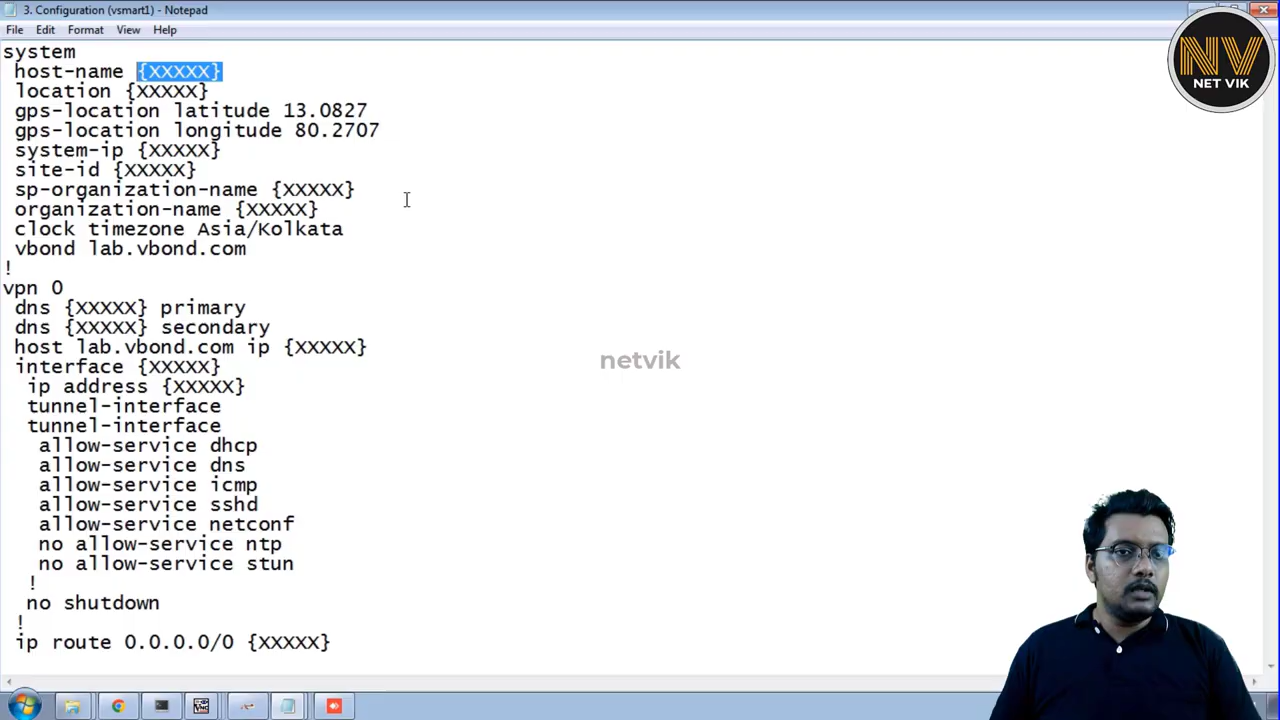 3. Configuration (vsmart1) - Notepad
File Edit Format View Help
system
host-name {XXXXX}
location {XXXXX}
gps-location latitude 13.0827
gps-location longitude 80.2707
system-ip {XXXXX}
site-id {XXXXX}
sp-organization-name {XXXXX}
organization-name {XXXXX}
clock timezone Asia/Kolkata
vbond lab.vbond.com
!
vpn 0
dns {XXXXX} primary
dns {XXXXX} secondary
host lab.vbond.com ip {XXXXX}
interface {XXXXX}
ip address {XXXXX}
tunnel-interface
tunnel-interface
allow-service dhcp
allow-service dns
allow-service icmp
allow-service sshd
allow-service netconf
no allow-service ntp
no allow-service stun
!
no shutdown
!
ip route 0.0.0.0/0 {XXXXX}
NV
NET VIK
netvik